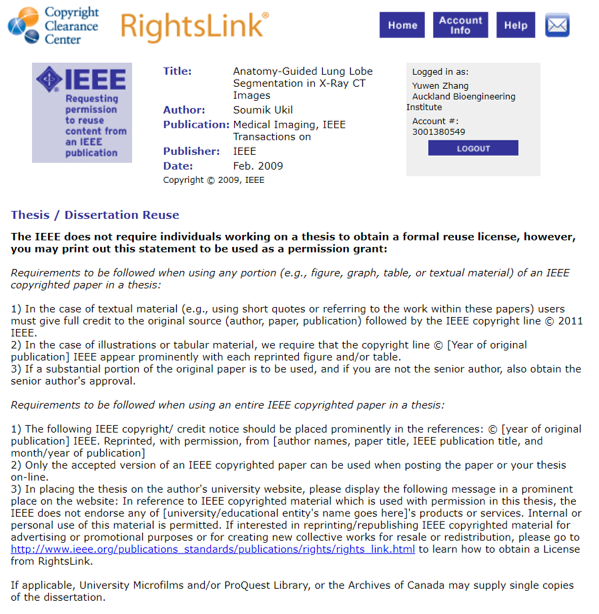 Copyright
Clearance
Center
RightsLink®
Home
Account
Info
Help
IEEE
Requesting
permission
to reuse
content from
an IEEE
publication
Title: Anatomy-Guided Lung Lobe
Segmentation in X-Ray CT
Images
Author: Soumik Ukil
Publication: Medical Imaging, IEEE
Transactions on
Publisher: IEEE
Date: Feb. 2009
Copyright © 2009, IEEE
Logged in as:
Yuwen Zhang
Auckland Bioengineering
Institute
Account #:
3001380549
LOGOUT
Thesis / Dissertation Reuse
The IEEE does not require individuals working on a thesis to obtain a formal reuse license, however,
you may print out this statement to be used as a permission grant:
Requirements to be followed when using any portion (e.g., figure, graph, table, or textual material) of an IEEE
copyrighted paper in a thesis:
1) In the case of textual material (e.g., using short quotes or referring to the work within these papers) users
must give full credit to the original source (author, paper, publication) followed by the IEEE copyright line © 2011
IEEE.
2) In the case of illustrations or tabular material, we require that the copyright line © [Year of original
publication] IEEE appear prominently with each reprinted figure and/or table.
3) If a substantial portion of the original paper is to be used, and if you are not the senior author, also obtain the
senior author's approval.
Requirements to be followed when using an entire IEEE copyrighted paper in a thesis:
1) The following IEEE copyright/ credit notice should be placed prominently in the references: © [year of original
publication] IEEE. Reprinted, with permission, from [author names, paper title, IEEE publication title, and
month/year of publication]
2) Only the accepted version of an IEEE copyrighted paper can be used when posting the paper or your thesis
on-line.
3) In placing the thesis on the author's university website, please display the following message in a prominent
place on the website: In reference to IEEE copyrighted material which is used with permission in this thesis, the
IEEE does not endorse any of [university/educational entity's name goes here]'s products or services. Internal or
personal use of this material is permitted. If interested in reprinting/republishing IEEE copyrighted material for
advertising or promotional purposes or for creating new collective works for resale or redistribution, please go to
http://www.ieee.org/publications_standards/publications/rights/rights_link.html to learn how to obtain a License
from RightsLink.
If applicable, University Microfilms and/or ProQuest Library, or the Archives of Canada may supply single copies
of the dissertation.